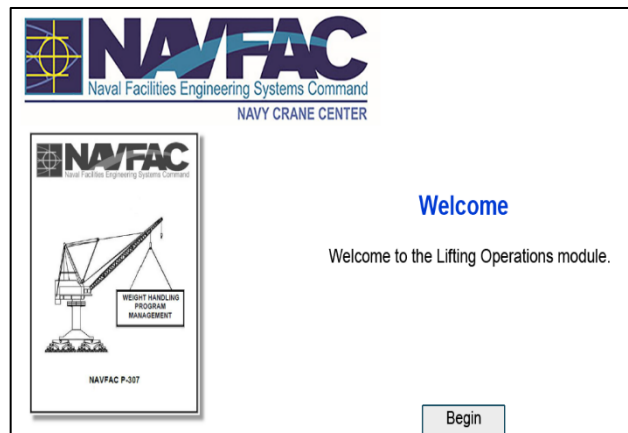 NAVFAC
Naval Facilities Engineering Systems Command
NAVY CRANE CENTER
NAVFAC
Naval Facilities Engineering Systems Command
WEIGHT HANDLING
PROGRAM
MANAGEMENT
NAVFAC P-307
Welcome
Welcome to the Lifting Operations module.
Begin